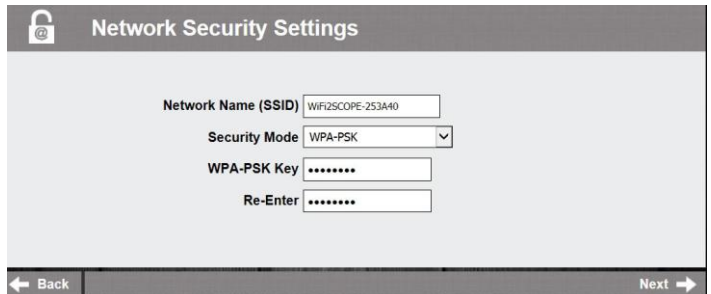 @ Network Security Settings
Network Name (SSID) WiFi2SCOPE-253A40
Security Mode WPA-PSK
WPA-PSK Key ••••••••
Re-Enter ••••••••
Back Next